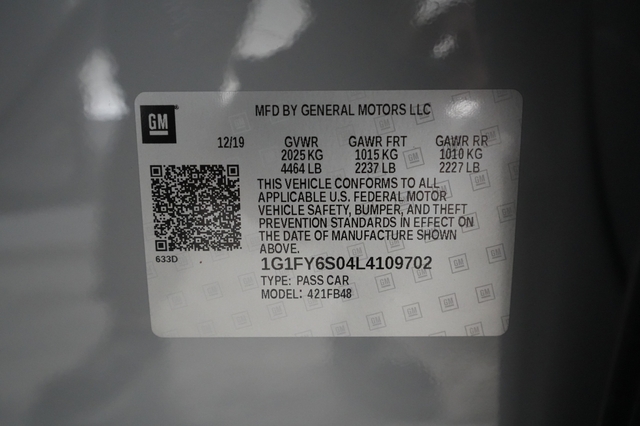 GM
MFD BY GENERAL MOTORS LLC
12/19 GVWR GAWR FRT GAWR RR
2025 KG 1015 KG 1010 KG
4464 LB 2237 LB 2227 LB
THIS VEHICLE CONFORMS TO ALL
APPLICABLE U.S. FEDERAL MOTOR
VEHICLE SAFETY, BUMPER, AND THEFT
PREVENTION STANDARDS IN EFFECT ON
THE DATE OF MANUFACTURE SHOWN
ABOVE.
633D
1G1FY6S04L4109702
TYPE: PASS CAR
MODEL: 421FB48